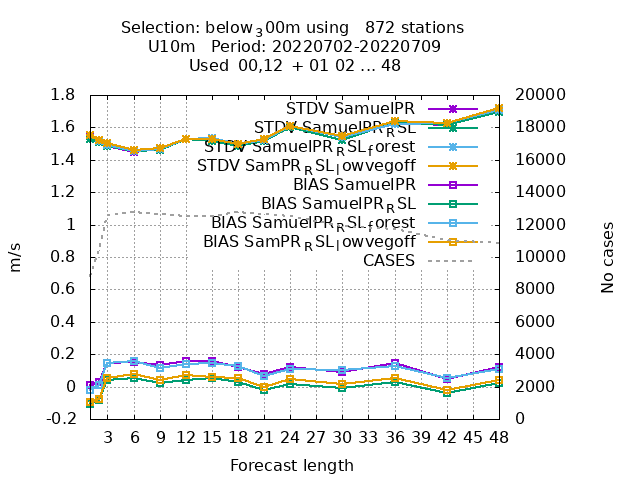 Selection: below₃00m using 872 stations
U10m Period: 20220702-20220709
Used 00,12 + 01 02 ... 48
1.8
1.6
1.4
1.2
1
0.8
0.6
0.4
0.2
0
-0.2
20000
18000
16000
14000
12000
10000
8000
6000
4000
2000
0
STDV SamuelPR
STDV SamuelPR_RSL
STDV SamuelPR_RSL_forest
STDV SamPR_RSL_lowvegoff
BIAS SamuelPR
BIAS SamuelPR_RSL
BIAS SamuelPR_RSL_forest
BIAS SamPR_RSL_lowvegoff
CASES
m/s
No cases
3 6 9 12 15 18 21 24 27 30 33 36 39 42 45 48
Forecast length